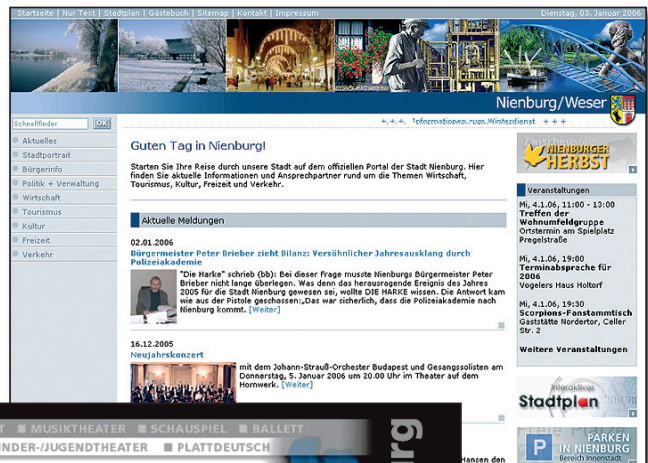 Startseite | Nur Text | Stadtplan | Gästebuch | Sitemap | Kontakt | Impressum
Dienstag, 03. Januar 2006
Nienburg/Weser
Schnellfinder OK
+ + + Informationen zum Winterdienst + + +
Aktuelles
Stadtportrait
Bürgerinfo
Politik + Verwaltung
Wirtschaft
Tourismus
Kultur
Freizeit
Verkehr
Guten Tag in Nienburg!
Starten Sie Ihre Reise durch unsere Stadt auf dem offiziellen Portal der Stadt Nienburg. Hier
finden Sie aktuelle Informationen und Ansprechpartner rund um die Themen Wirtschaft,
Tourismus, Kultur, Freizeit und Verkehr.
Aktuelle Meldungen
02.01.2006
Bürgermeister Peter Brieber zieht Bilanz: Versöhnlicher Jahresausklang durch
Polizeiakademie
"Die Harke" schrieb (bb): Bei dieser Frage musste Nienburgs Bürgermeister Peter
Brieber nicht lange überlegen. Was denn das herausragende Ereignis des Jahres
2005 für die Stadt Nienburg gewesen sei, wollte DIE HARKE wissen. Die Antwort kam
wie aus der Pistole geschossen:„Das war sicherlich, dass die Polizeiakademie nach
Nienburg kommt. [Weiter]
16.12.2005
Neujahrskonzert
mit dem Johann-Strauß-Orchester Budapest und Gesangssolisten am
Donnerstag, 5. Januar 2006 um 20.00 Uhr im Theater auf dem
Hornwerk. [Weiter]
Hansen den
NIENBURGER
HERBST
Veranstaltungen
Mi, 4.1.06, 11:00 - 13:00
Treffen der
Wohnumfeldgruppe
Ortstermin am Spielplatz
Pregelstraße
Mi, 4.1.06, 19:00
Terminabsprache für
2006
Vogelers Haus Holtorf
Mi, 4.1.06, 19:30
Scorpions-Fanstammtisch
Gaststätte Nordertor, Celler
Str. 2
Weitere Veranstaltungen
interaktiver
Stadtplan
Freie Plätze
P PARKEN
IN NIENBURG
Bereich Innenstadt
MUSIKTHEATER SCHAUSPIEL BALLETT
NDER-/JUGENDTHEATER PLATTDEUTSCH
rg